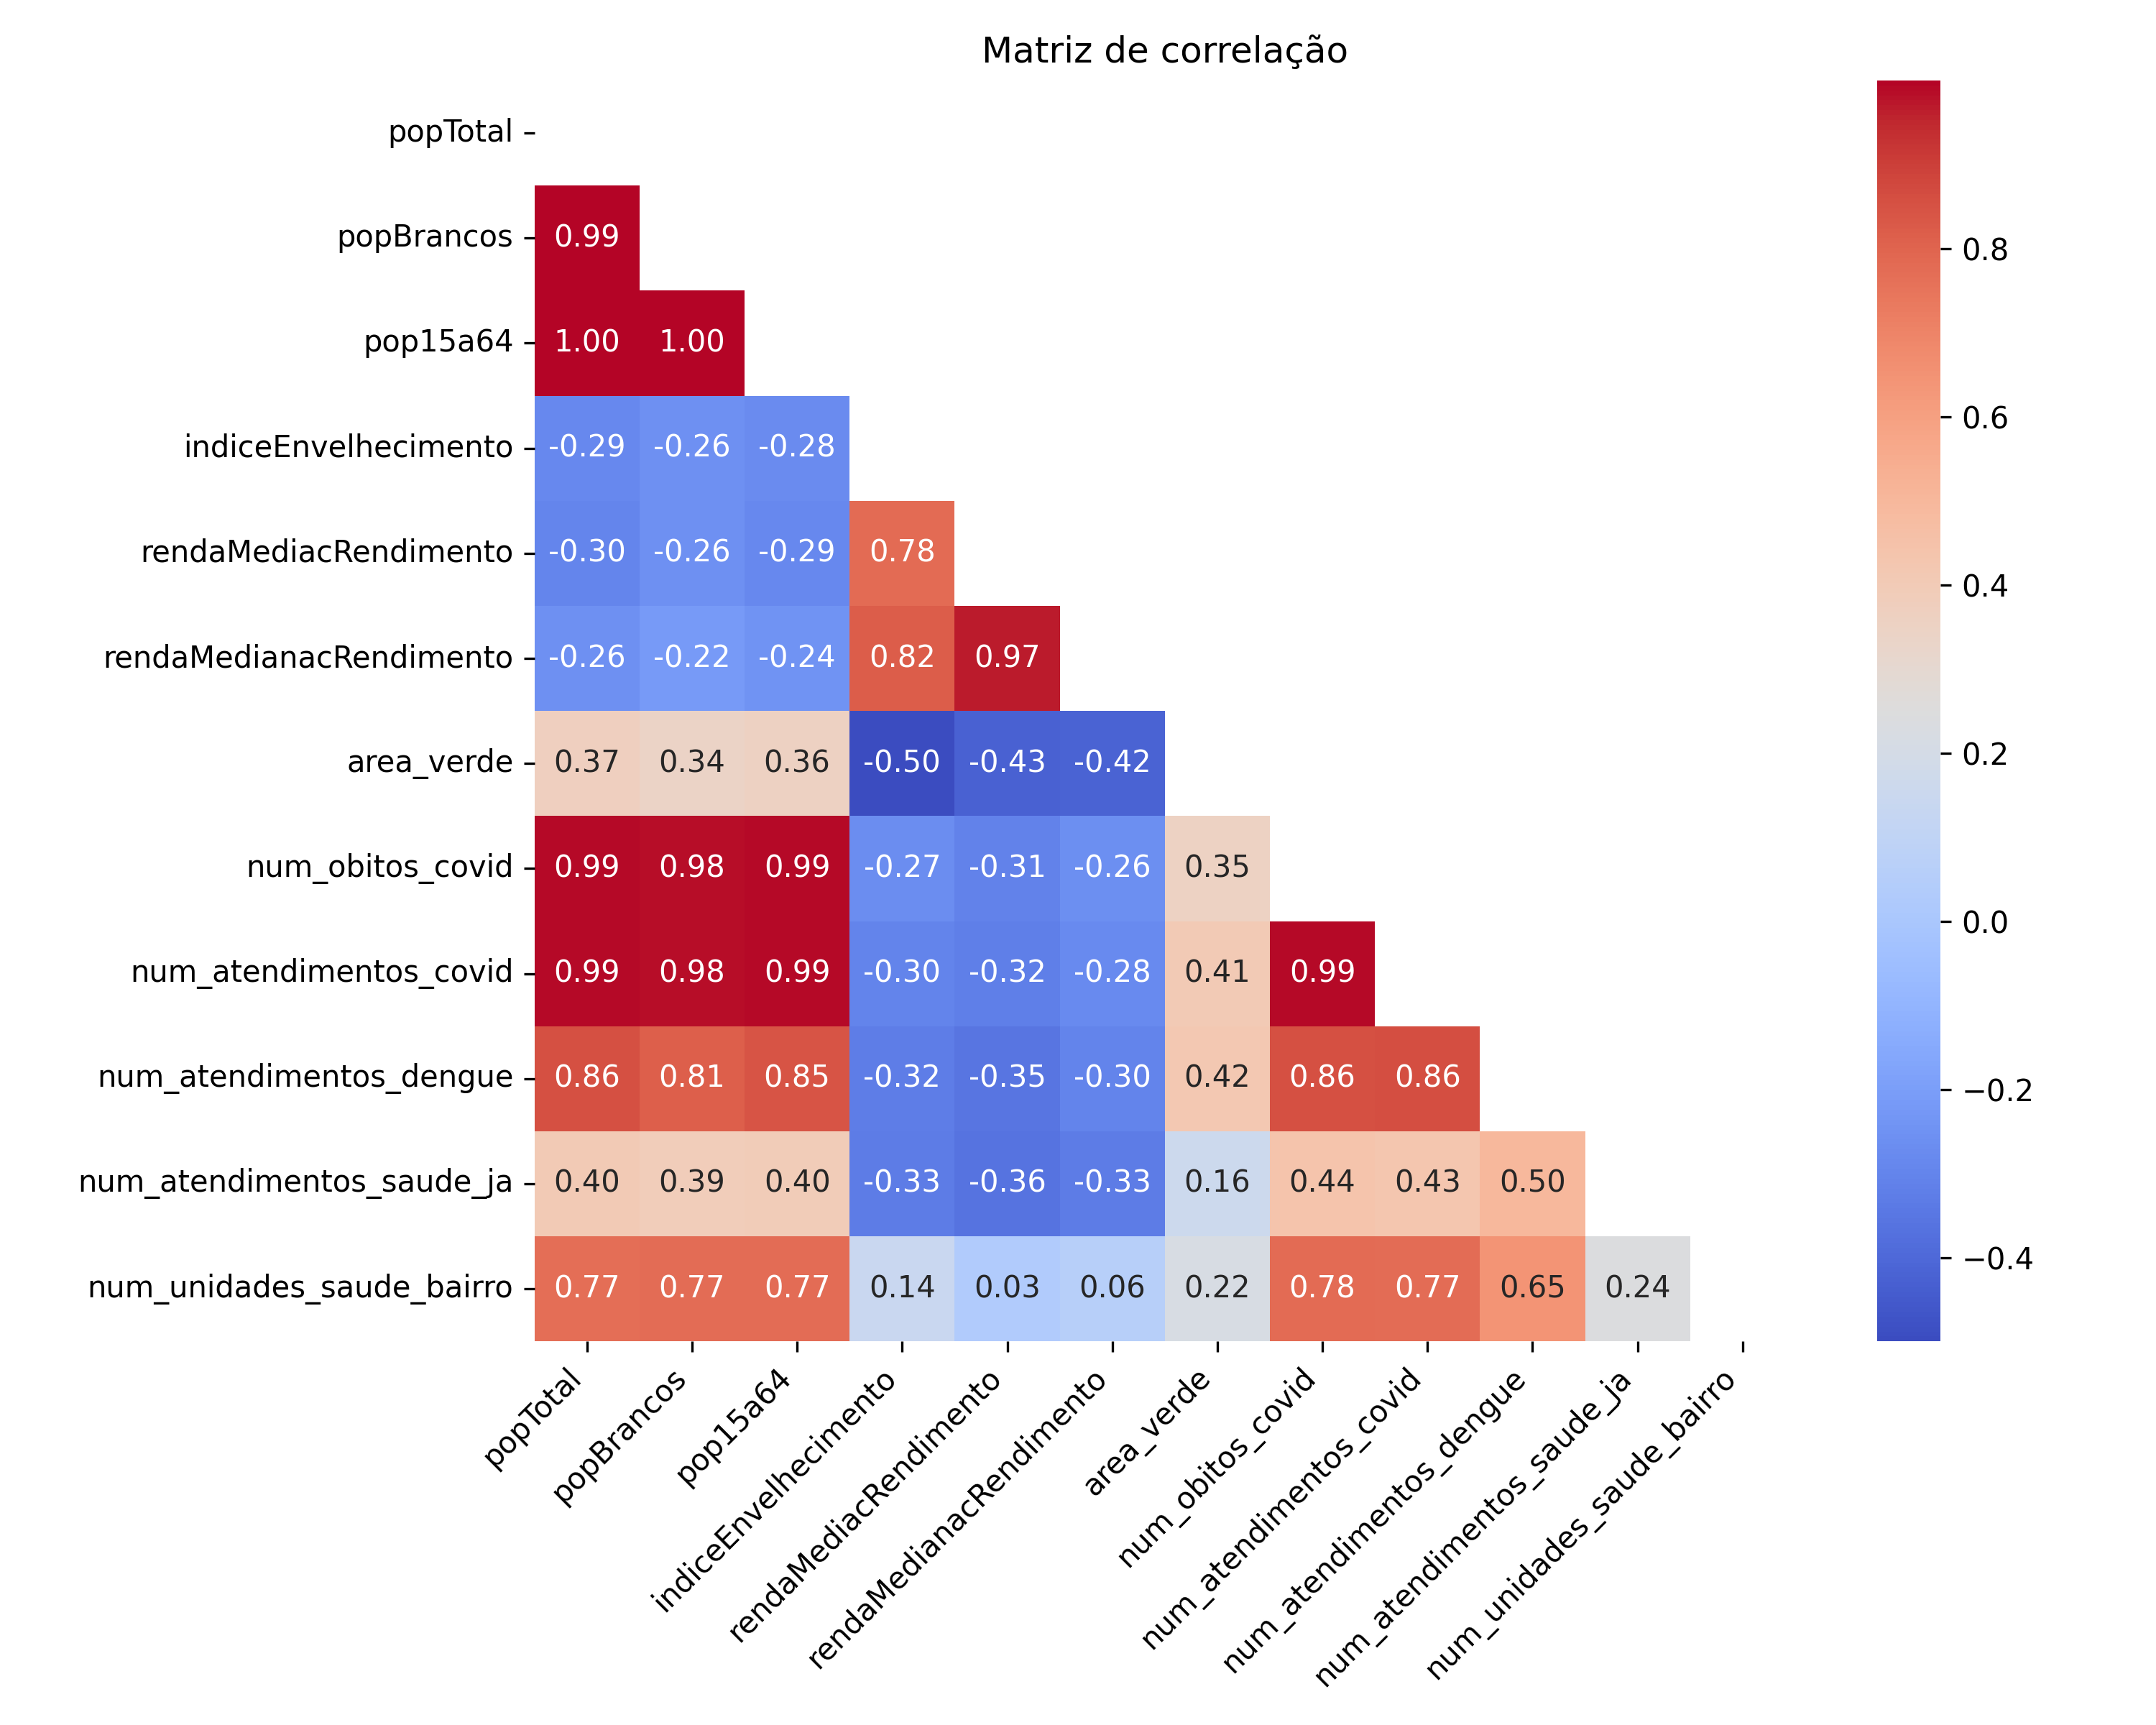 Matriz de correlação
popTotal
popBrancos 0.99
pop15a64 1.00 1.00
indiceEnvelhecimento -0.29 -0.26 -0.28
rendaMediacRendimento -0.30 -0.26 -0.29 0.78
rendaMedianacRendimento -0.26 -0.22 -0.24 0.82 0.97
area_verde 0.37 0.34 0.36 -0.50 -0.43 -0.42
num_obitos_covid 0.99 0.98 0.99 -0.27 -0.31 -0.26 0.35
num_atendimentos_covid 0.99 0.98 0.99 -0.30 -0.32 -0.28 0.41 0.99
num_atendimentos_dengue 0.86 0.81 0.85 -0.32 -0.35 -0.30 0.42 0.86 0.86
num_atendimentos_saude_ja 0.40 0.39 0.40 -0.33 -0.36 -0.33 0.16 0.44 0.43 0.50
num_unidades_saude_bairro 0.77 0.77 0.77 0.14 0.03 0.06 0.22 0.78 0.77 0.65 0.24
popTotal
popBrancos
pop15a64
indiceEnvelhecimento
rendaMediacRendimento
rendaMedianacRendimento
area_verde
num_obitos_covid
num_atendimentos_covid
num_atendimentos_dengue
num_atendimentos_saude_ja
num_unidades_saude_bairro
0.8
0.6
0.4
0.2
0.0
−0.2
−0.4